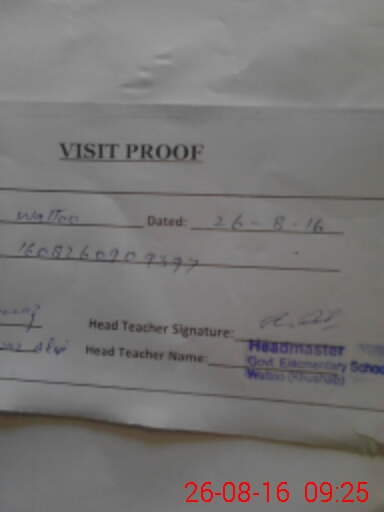 VISIT PROOF
Wattoo Dated: 26-8-16
Head Teacher Signature:
Head Teacher Name:
Headmaster
Govt. Elementary School
Wattoo (Khushab)
26-08-16 09:25